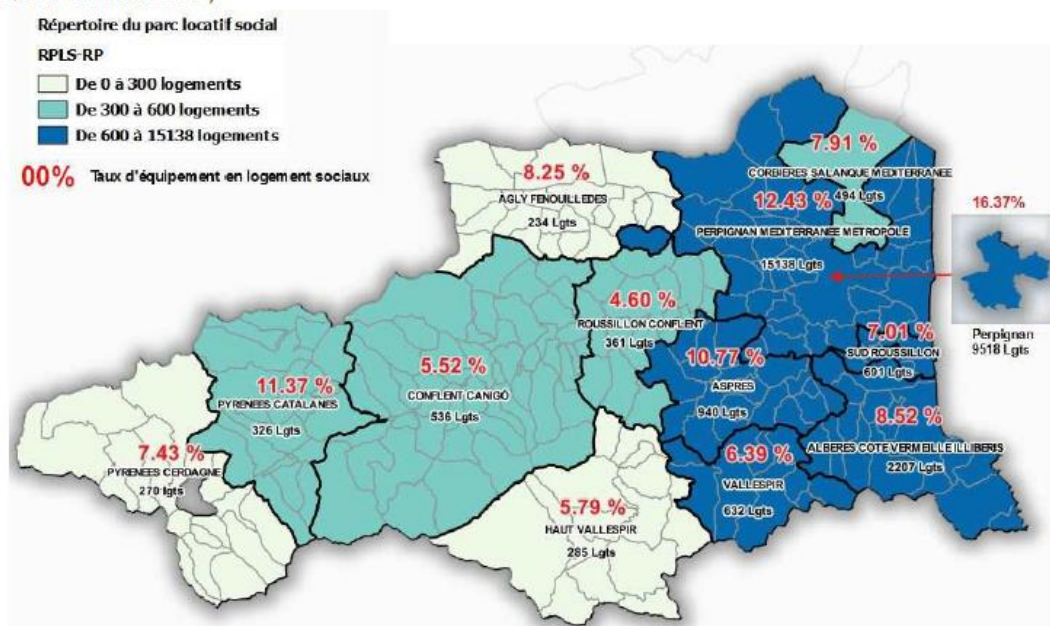 Répertoire du parc locatif social
RPLS-RP
De 0 à 300 logements
De 300 à 600 logements
De 600 à 15138 logements
00% Taux d'équipement en logement sociaux
7.91 %
CORBIERES SALANQUE MEDITERRANEE
494 Lgts
8.25 %
AGLY FENOUILLEDES
234 Lgts
12.43 %
PERPIGNAN MEDITERRANEE METROPOLE
15138 Lgts
16.37%
Perpignan
9518 Lgts
4.60 %
ROUSSILLON CONFLENT
361 Lgts
7.01 %
SUD ROUSSILLON
691 Lgts
10.77 %
ASPRES
940 Lgts
5.52 %
CONFLENT CANIGÓ
536 Lgts
11.37 %
PYRENEES CATALANES
326 Lgts
8.52 %
ALBERES COTE VERMEILLE ILLIBERIS
2207 Lgts
7.43 %
PYRENEES CERDAGNE
270 lgts
6.39 %
VALLESPIR
632 Lgts
5.79 %
HAUT VALLESPIR
285 Lgts